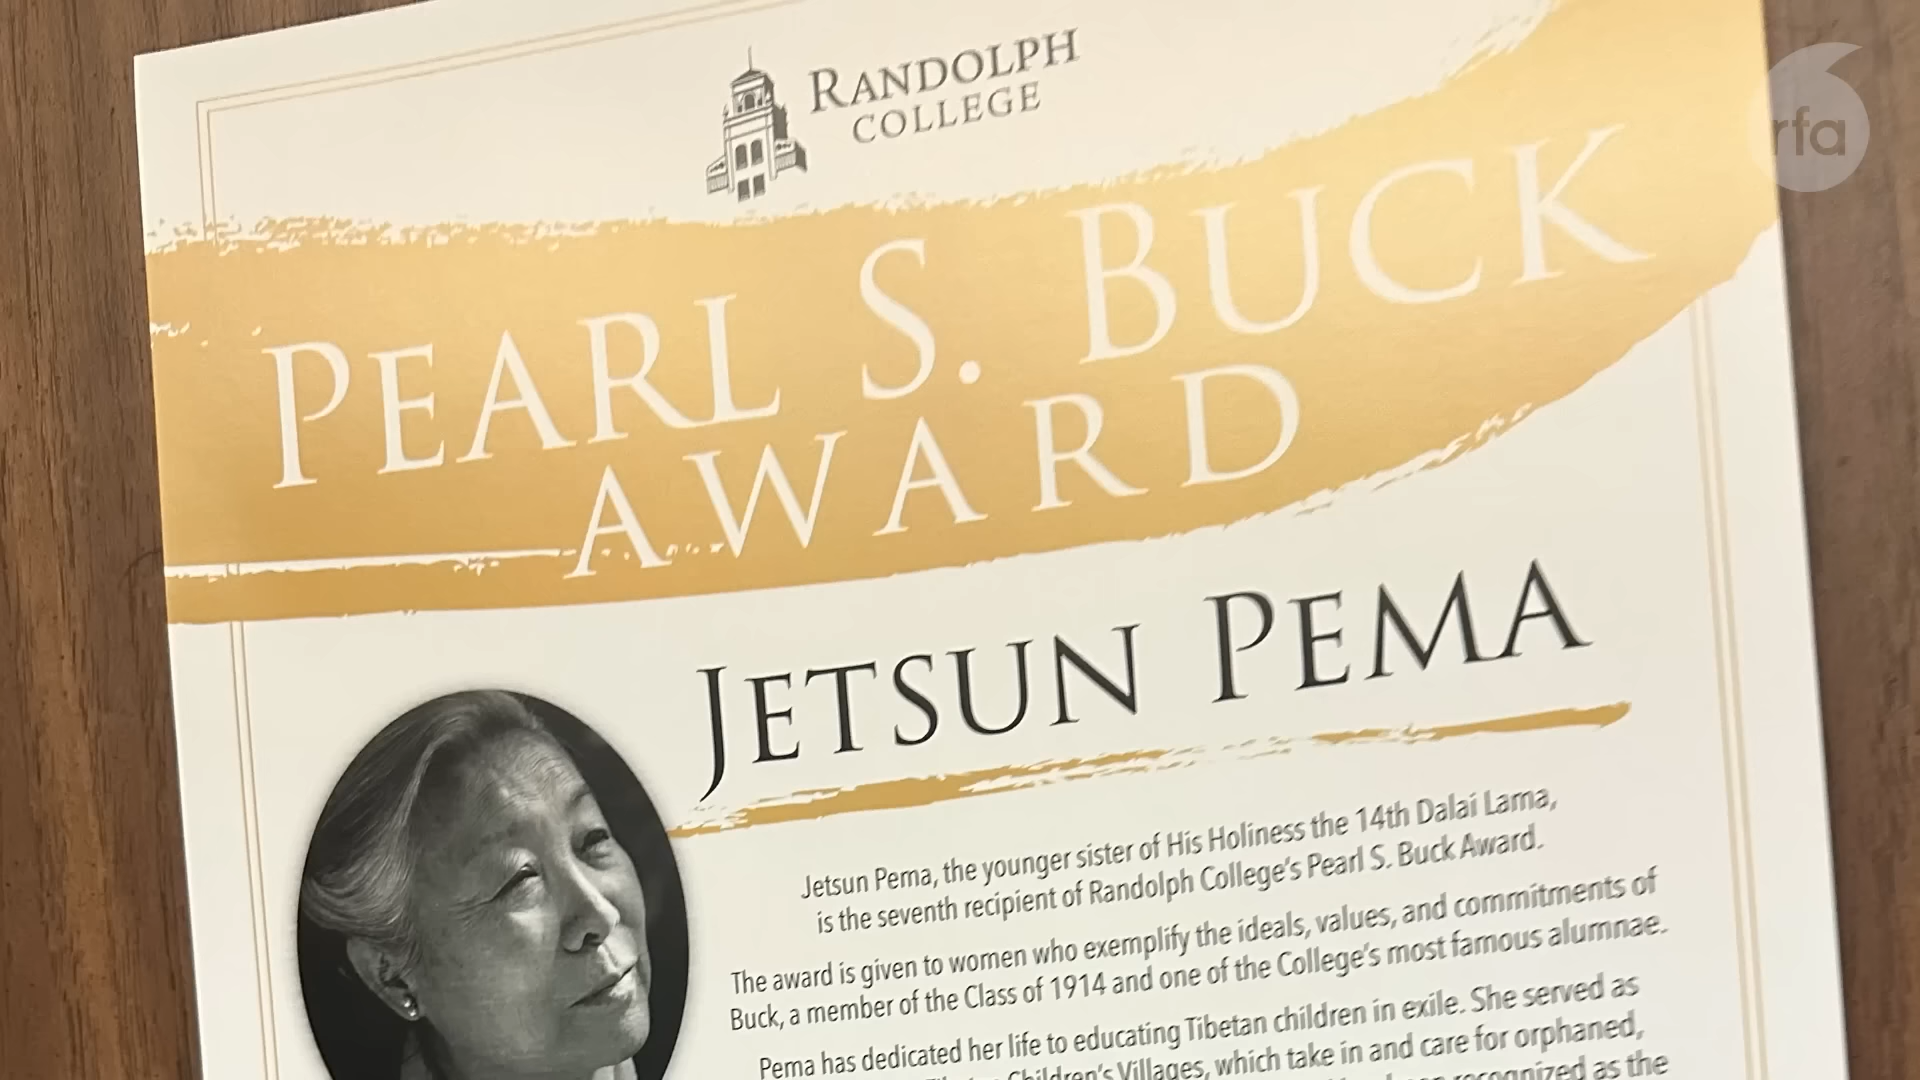 RANDOLPH
COLLEGE
rfa
PEARL S. BUCK
AWARD
JETSUN PEMA
Jetsun Pema, the younger sister of His Holiness the 14th Dalai Lama,
is the seventh recipient of Randolph College's Pearl S. Buck Award.
The award is given to women who exemplify the ideals, values, and commitments of
Buck, a member of the Class of 1914 and one of the College's most famous alumnae.
Pema has dedicated her life to educating Tibetan children in exile. She served as
Children's Villages, which take in and care for orphaned,
recognized as the